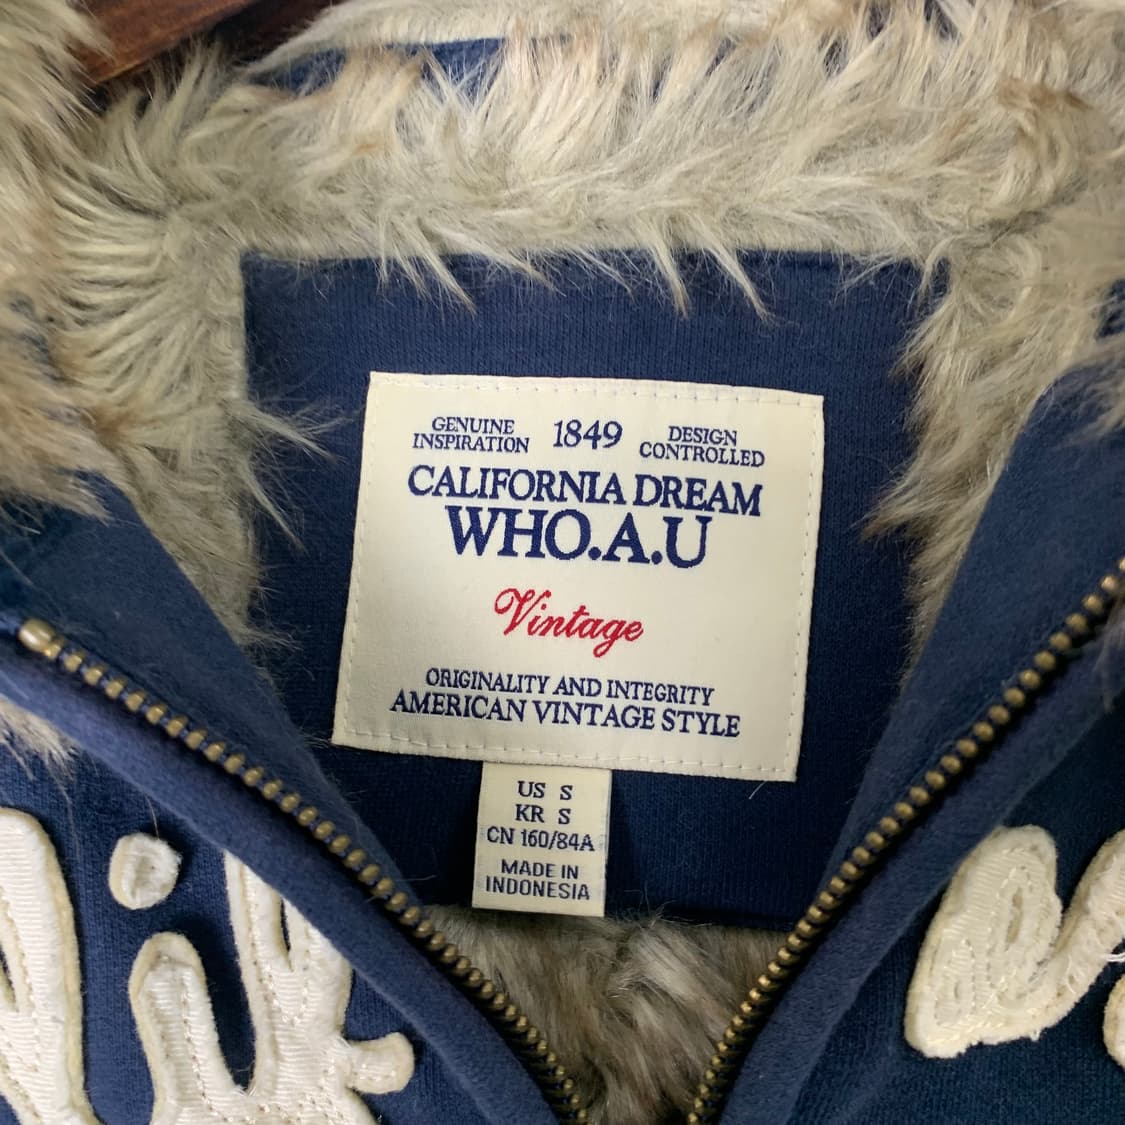 GENUINE INSPIRATION 1849 DESIGN CONTROLLED
CALIFORNIA DREAM
WHO.A.U
Vintage
ORIGINALITY AND INTEGRITY
AMERICAN VINTAGE STYLE
US S
KR S
CN 160/84A
MADE IN
INDONESIA